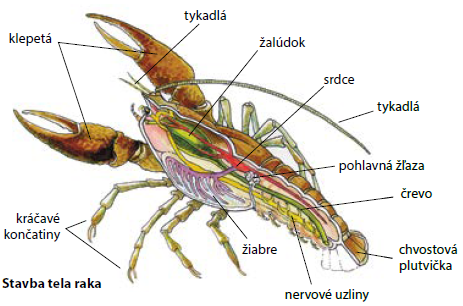 tykadlá
klepetá
žalúdok
srdce
tykadlá
pohlavná žľaza
črevo
kráčavé
končatiny
žiabre
chvostová
plutvička
Stavba tela raka
nervové uzliny